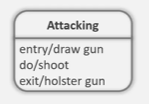 Attacking
entry/draw gun
do/shoot
exit/holster gun